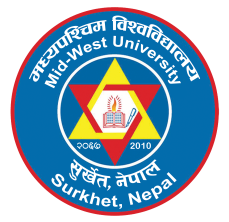 मध्यपश्चिम विश्वविद्यालय
Mid-West University
२०६७ 2010
सुर्खेत, नेपाल
Surkhet, Nepal